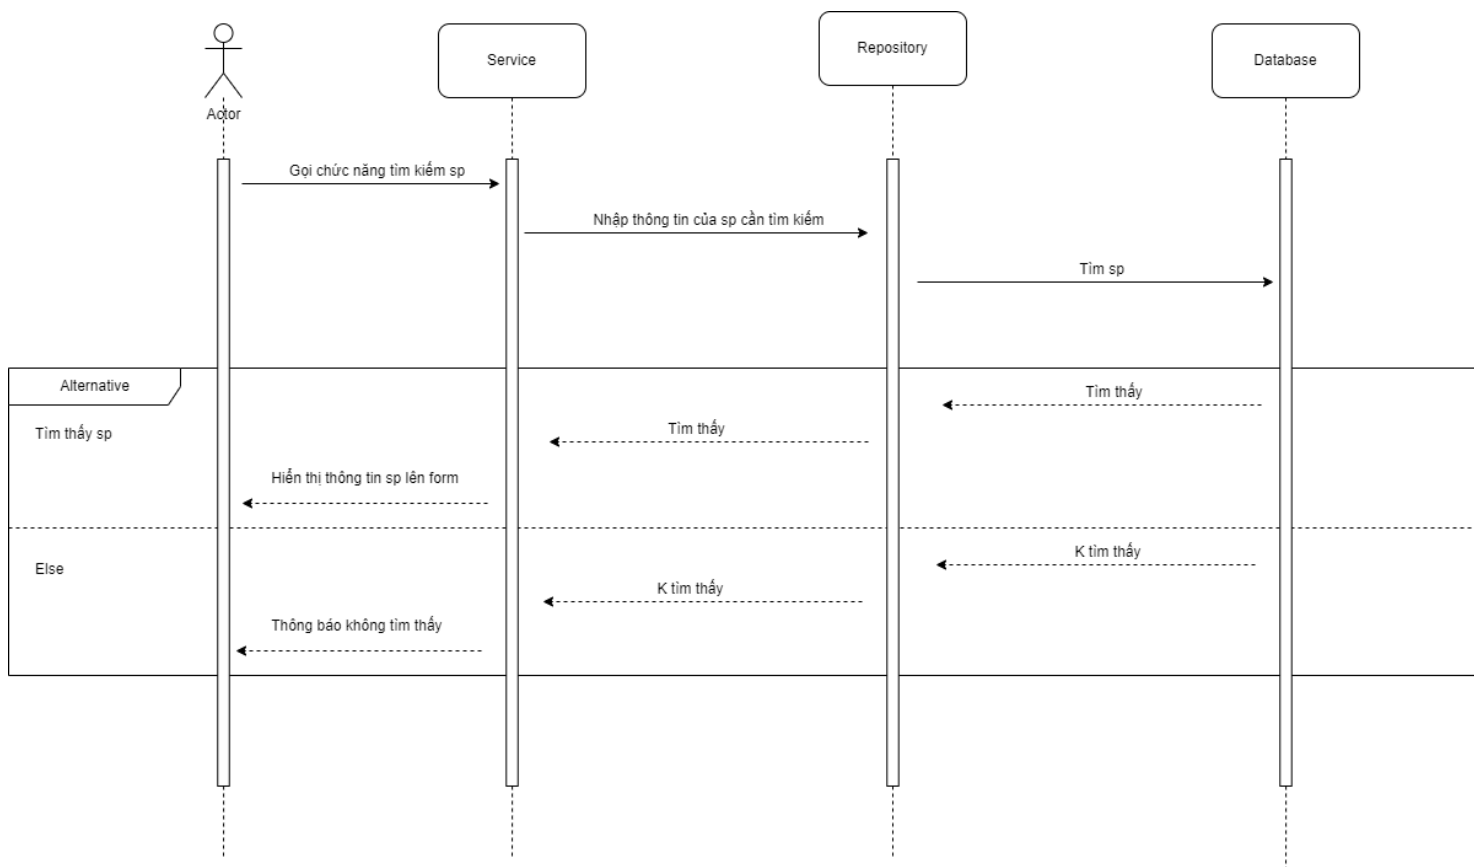 Actor
Service
Repository
Database
Gọi chức năng tìm kiếm sp
Nhập thông tin của sp cần tìm kiếm
Tìm sp
Alternative
Tìm thấy
Tìm thấy sp
Tìm thấy
Hiển thị thông tin sp lên form
K tìm thấy
Else
K tìm thấy
Thông báo không tìm thấy